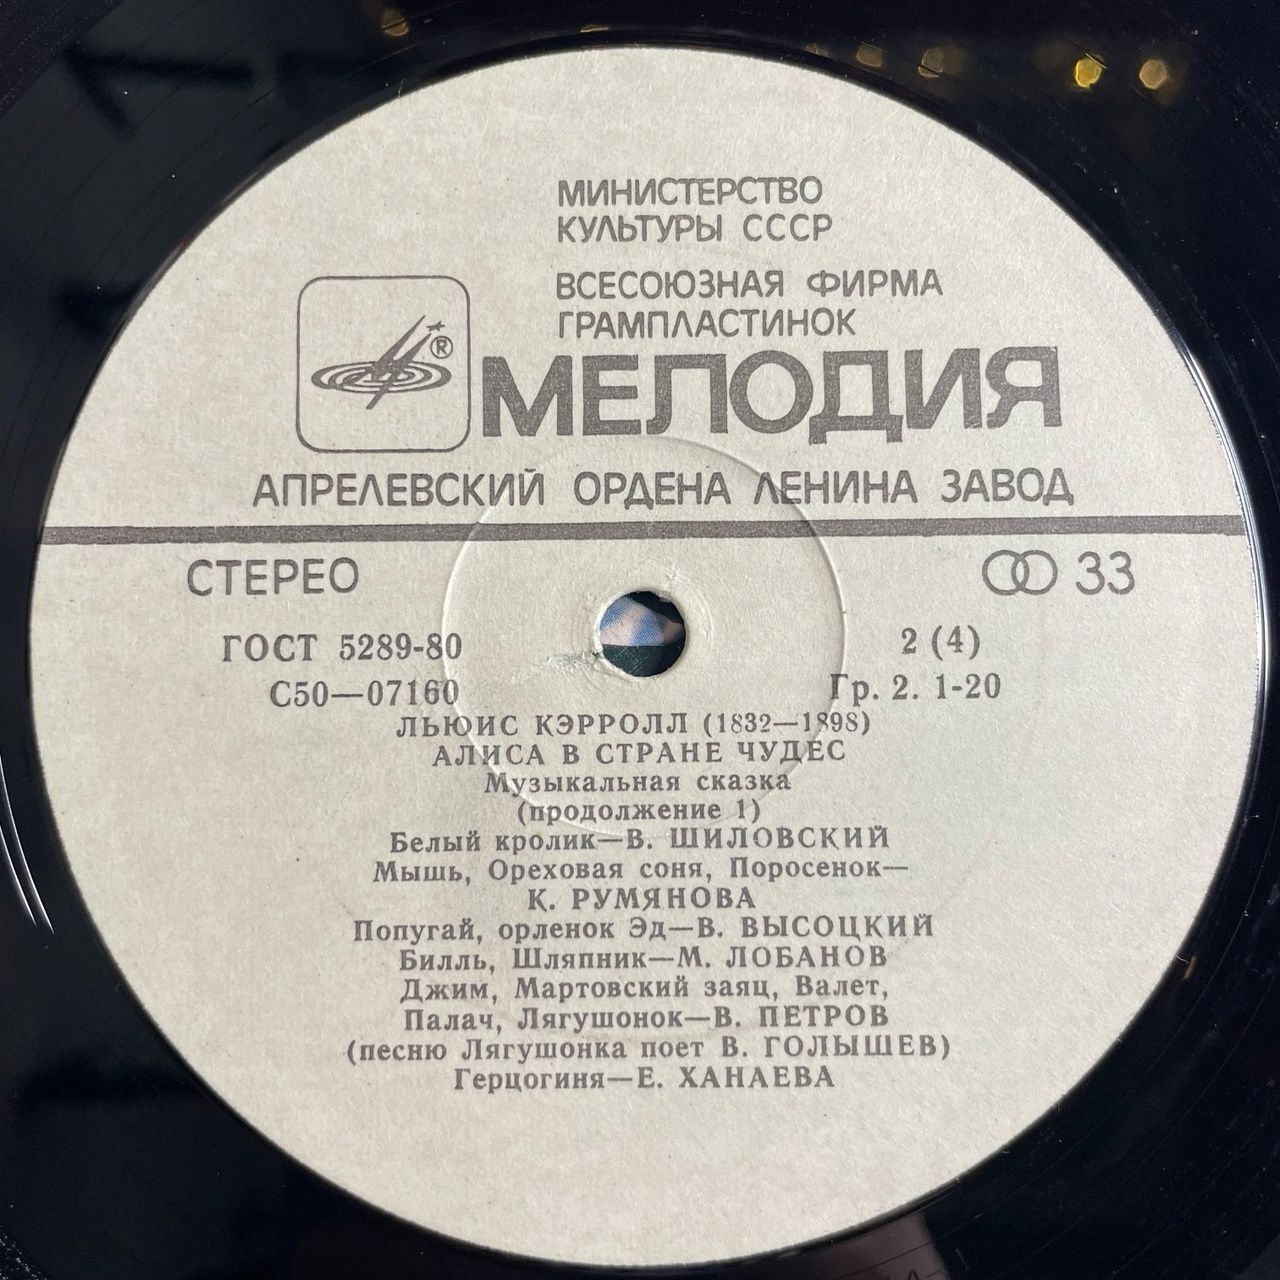 МИНИСТЕРСТВО
КУЛЬТУРЫ СССР
ВСЕСОЮЗНАЯ ФИРМА
ГРАМПЛАСТИНОК
®
МЕЛОДИЯ
АПРЕЛЕВСКИЙ ОРДЕНА ЛЕНИНА ЗАВОД
СТЕРЕО 33
ГОСТ 5289-80 2 (4)
С50—07160 Гр. 2. 1-20
ЛЬЮИС КЭРРОЛЛ (1832—1898)
АЛИСА В СТРАНЕ ЧУДЕС
Музыкальная сказка
(продолжение 1)
Белый кролик—В. ШИЛОВСКИЙ
Мышь, Ореховая соня, Поросенок—
К. РУМЯНОВА
Попугай, орленок Эд—В. ВЫСОЦКИЙ
Билль, Шляпник—М. ЛОБАНОВ
Джим, Мартовский заяц, Валет,
Палач, Лягушонок—В. ПЕТРОВ
(песню Лягушонка поет В. ГОЛЫШЕВ)
Герцогиня—Е. ХАНАЕВА